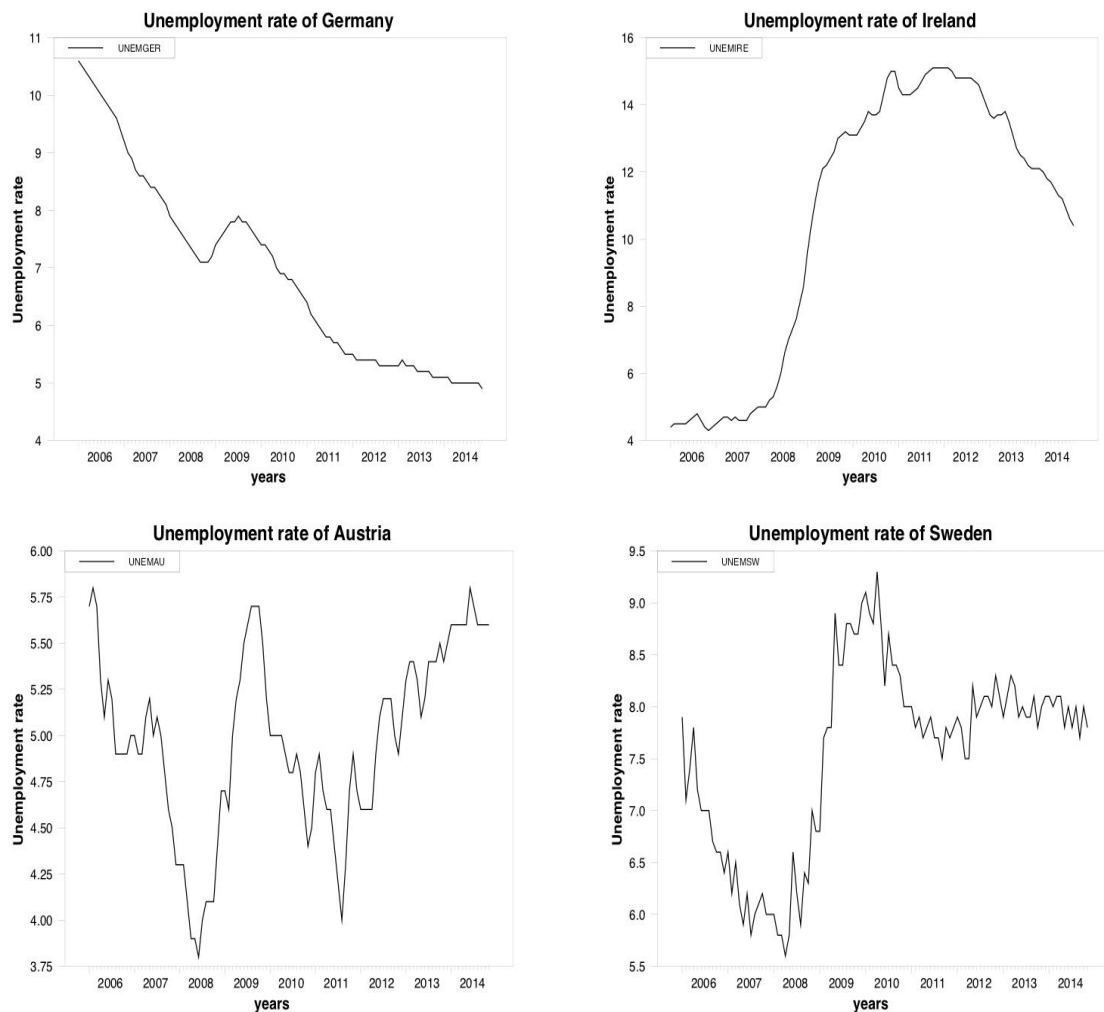 Unemployment rate of Germany
UNEMGER
11
10
9
8
7
6
5
4
Unemployment rate
2006 2007 2008 2009 2010 2011 2012 2013 2014
years
Unemployment rate of Ireland
UNEMIRE
16
14
12
10
8
6
4
Unemployment rate
2006 2007 2008 2009 2010 2011 2012 2013 2014
years
Unemployment rate of Austria
UNEMAU
6.00
5.75
5.50
5.25
5.00
4.75
4.50
4.25
4.00
3.75
Unemployment rate
2006 2007 2008 2009 2010 2011 2012 2013 2014
years
Unemployment rate of Sweden
UNEMSW
9.5
9.0
8.5
8.0
7.5
7.0
6.5
6.0
5.5
Unemployment rate
2006 2007 2008 2009 2010 2011 2012 2013 2014
years